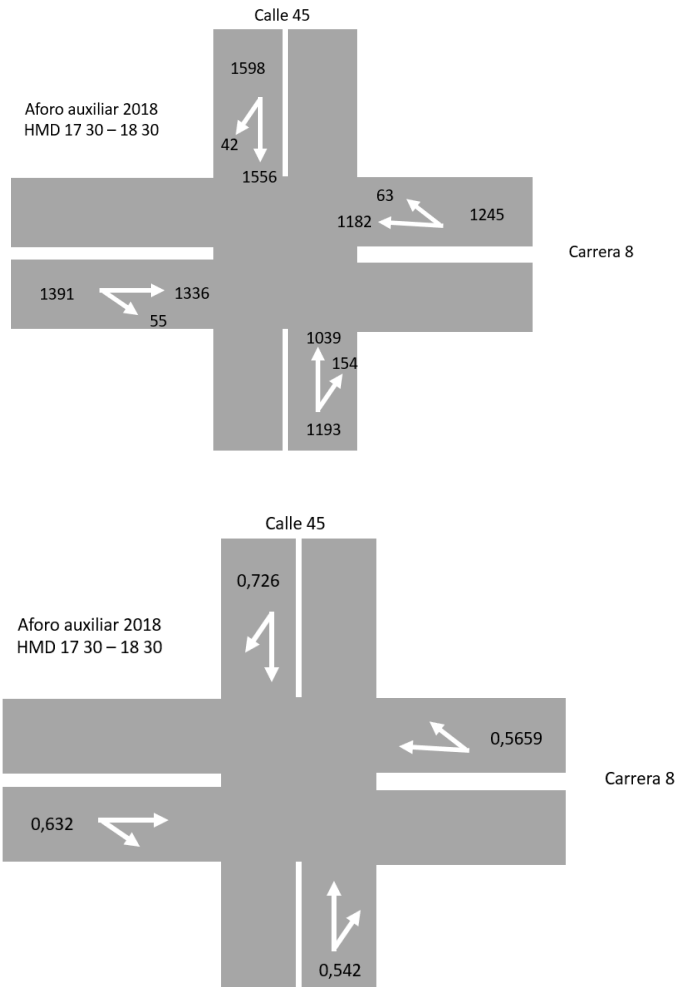 Calle 45
1598
Aforo auxiliar 2018
HMD 17 30 – 18 30
42
1556
63
1182
1245
Carrera 8
1391
1336
55
1039
154
1193
Calle 45
0,726
Aforo auxiliar 2018
HMD 17 30 – 18 30
0,5659
Carrera 8
0,632
0,542